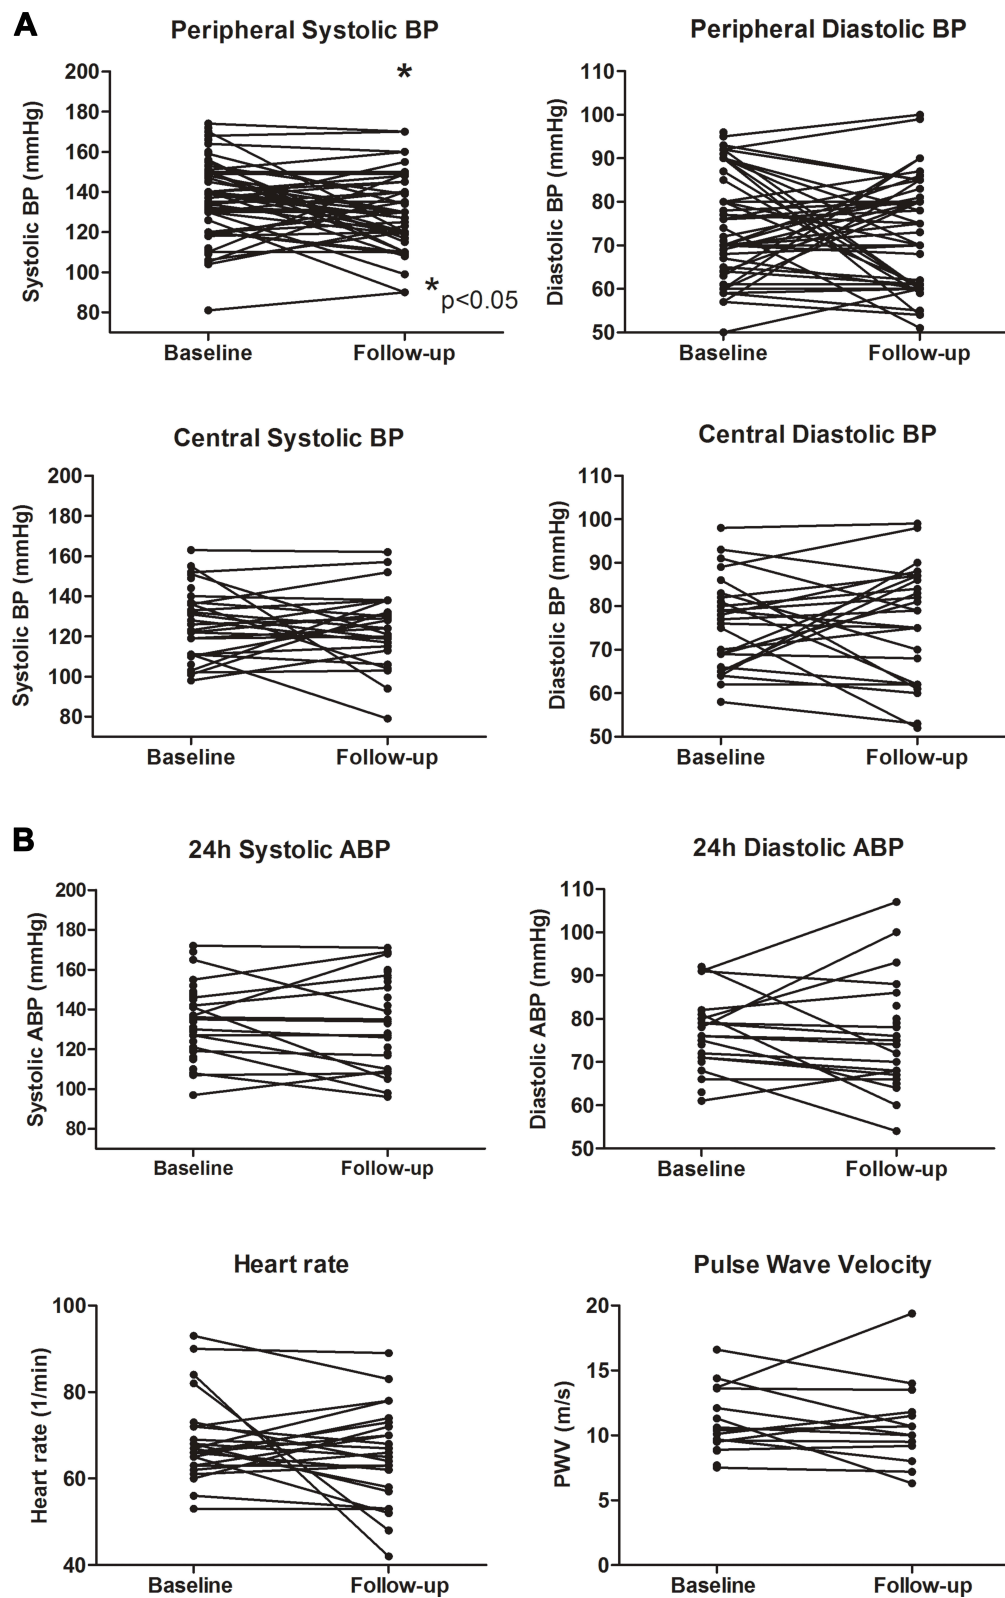 A
Peripheral Systolic BP
Systolic BP (mmHg)
200
180
160
140
120
100
80
*
*p<0.05
Baseline
Follow-up
Peripheral Diastolic BP
Diastolic BP (mmHg)
110
100
90
80
70
60
50
Baseline
Follow-up
Central Systolic BP
Systolic BP (mmHg)
200
180
160
140
120
100
80
Baseline
Follow-up
Central Diastolic BP
Diastolic BP (mmHg)
110
100
90
80
70
60
50
Baseline
Follow-up
B
24h Systolic ABP
Systolic ABP (mmHg)
200
180
160
140
120
100
80
Baseline
Follow-up
24h Diastolic ABP
Diastolic ABP (mmHg)
110
100
90
80
70
60
50
Baseline
Follow-up
Heart rate
Heart rate (1/min)
100
80
60
40
Baseline
Follow-up
Pulse Wave Velocity
PWV (m/s)
20
15
10
5
0
Baseline
Follow-up